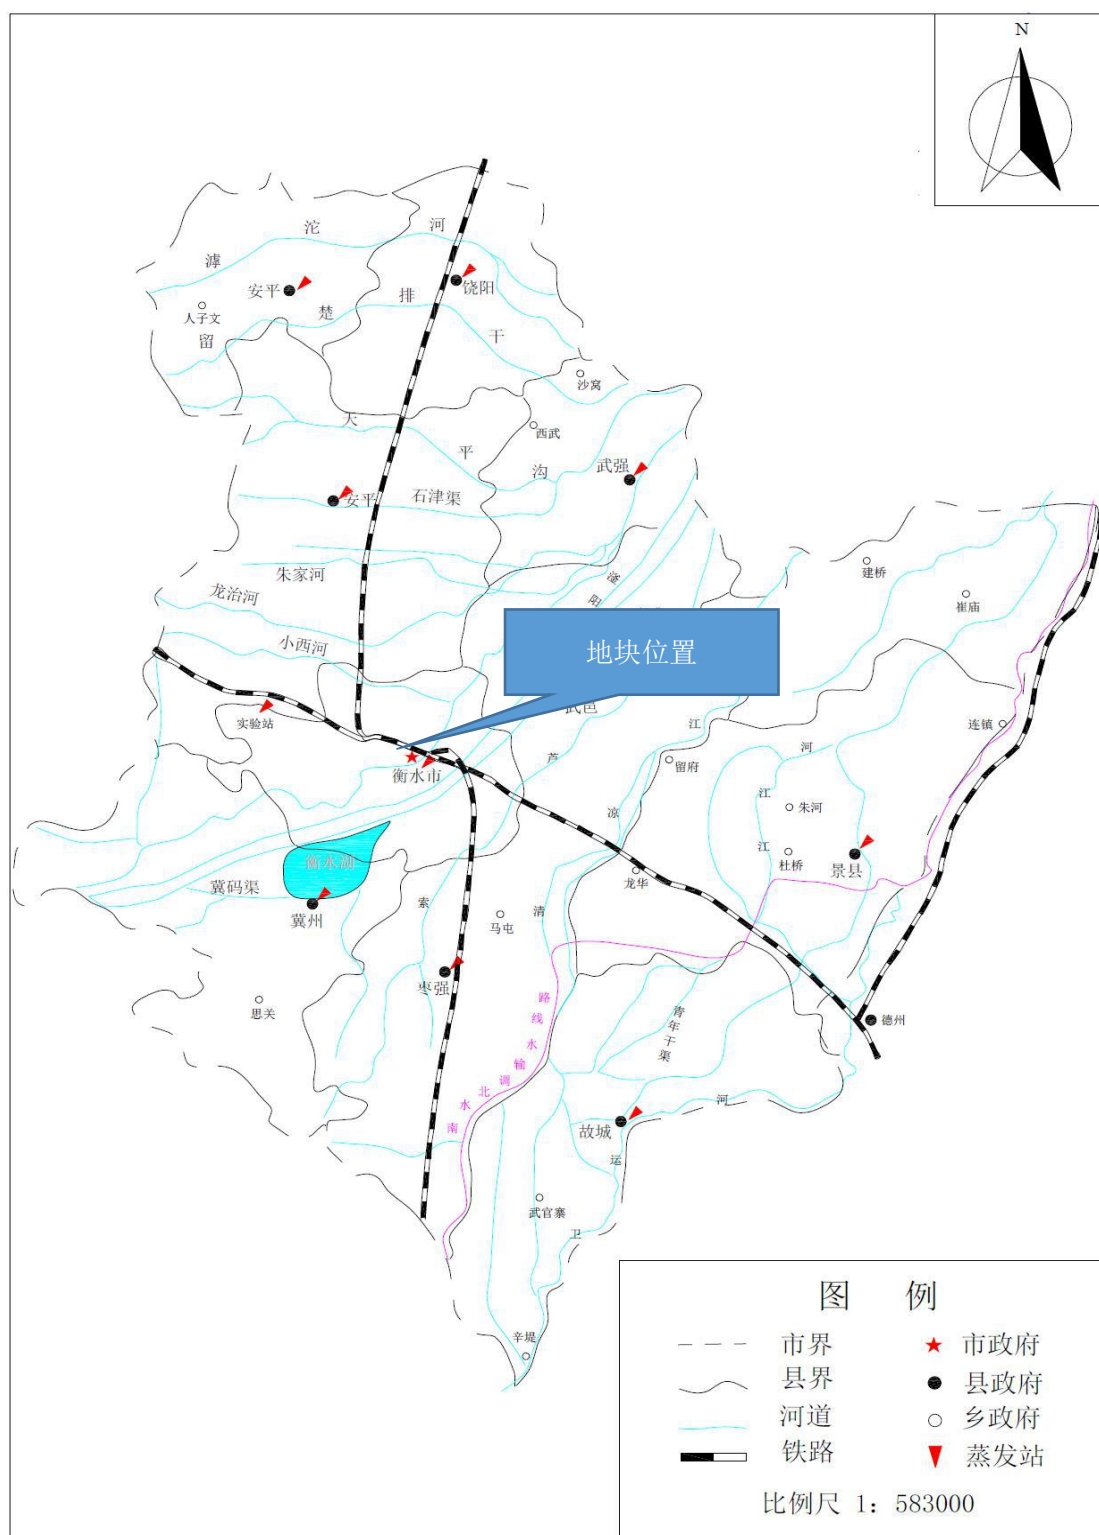 N
沱
河
滹
安平
饶阳
人子文
楚
排
留
干
沙窝
天
西武
平
沟
武强
安平
石津渠
朱家河
建桥
滏
阳
龙治河
崔庙
小西河
地块位置
武邑
实验站
江
连镇
河
芦
衡水市
留府
江
朱河
凉
江
杜桥
衡水湖
景县
龙华
冀码渠
冀州
索
清
马屯
枣强
思关
德州
青年干渠
南水北调输水线路
河
故城
运
武官寨
卫
辛堤
图 例
市界
市政府
县界
县政府
河道
乡政府
铁路
蒸发站
比例尺 1：583000